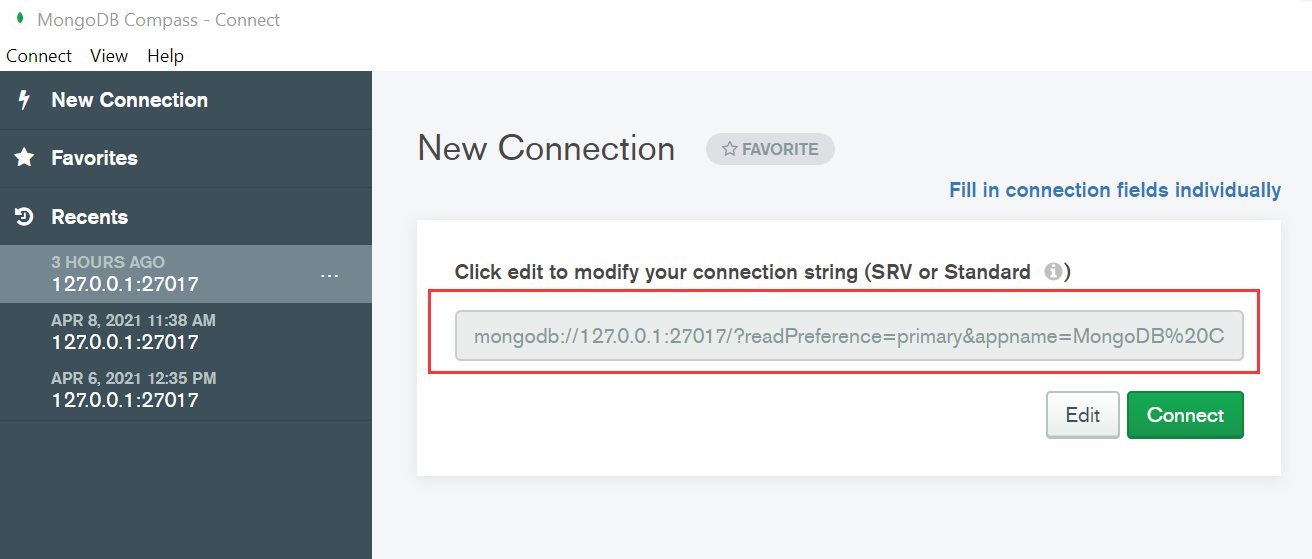 MongoDB Compass - Connect
Connect View Help
New Connection
Favorites
Recents
3 HOURS AGO
127.0.0.1:27017
...
APR 8, 2021 11:38 AM
127.0.0.1:27017
APR 6, 2021 12:35 PM
127.0.0.1:27017
New Connection
FAVORITE
Fill in connection fields individually
Click edit to modify your connection string (SRV or Standard )
mongodb://127.0.0.1:27017/?readPreference=primary&appname=MongoDB%20C
Edit Connect